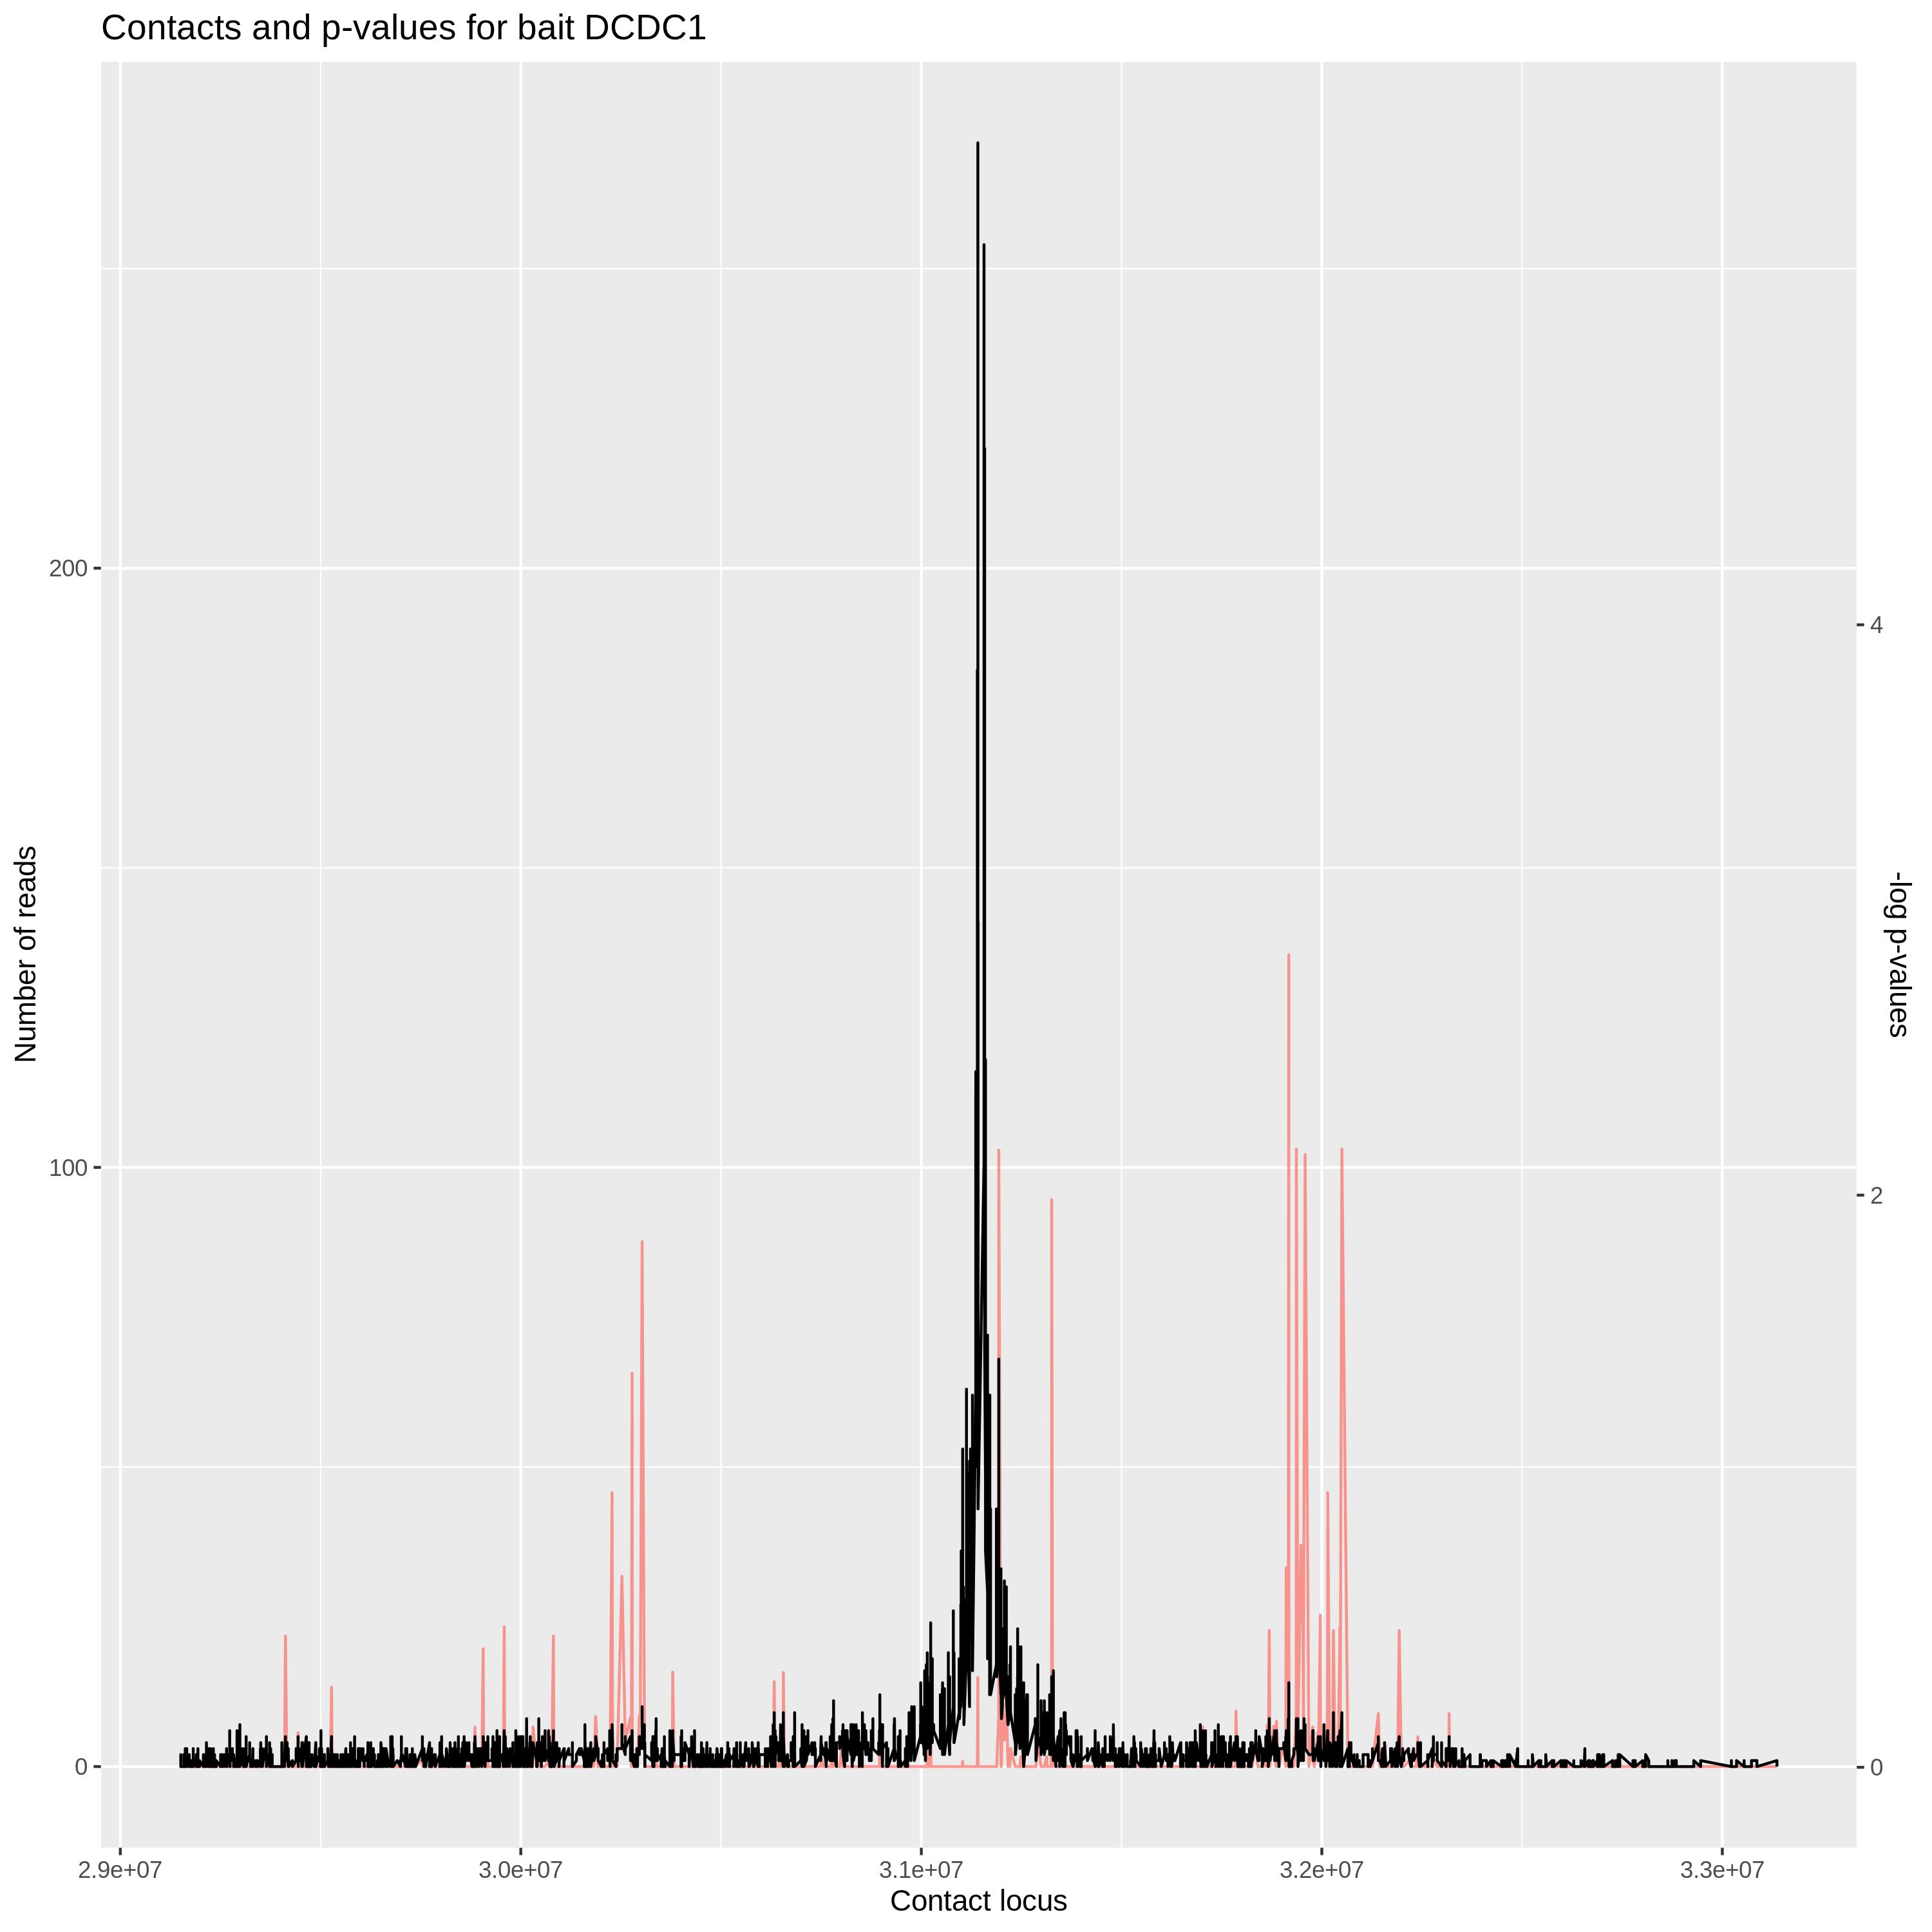 Contacts and p-values for bait DCDC1
Number of reads
200
100
0
4
2
0
-log p-values
2.9e+07 3.0e+07 3.1e+07 3.2e+07 3.3e+07
Contact locus